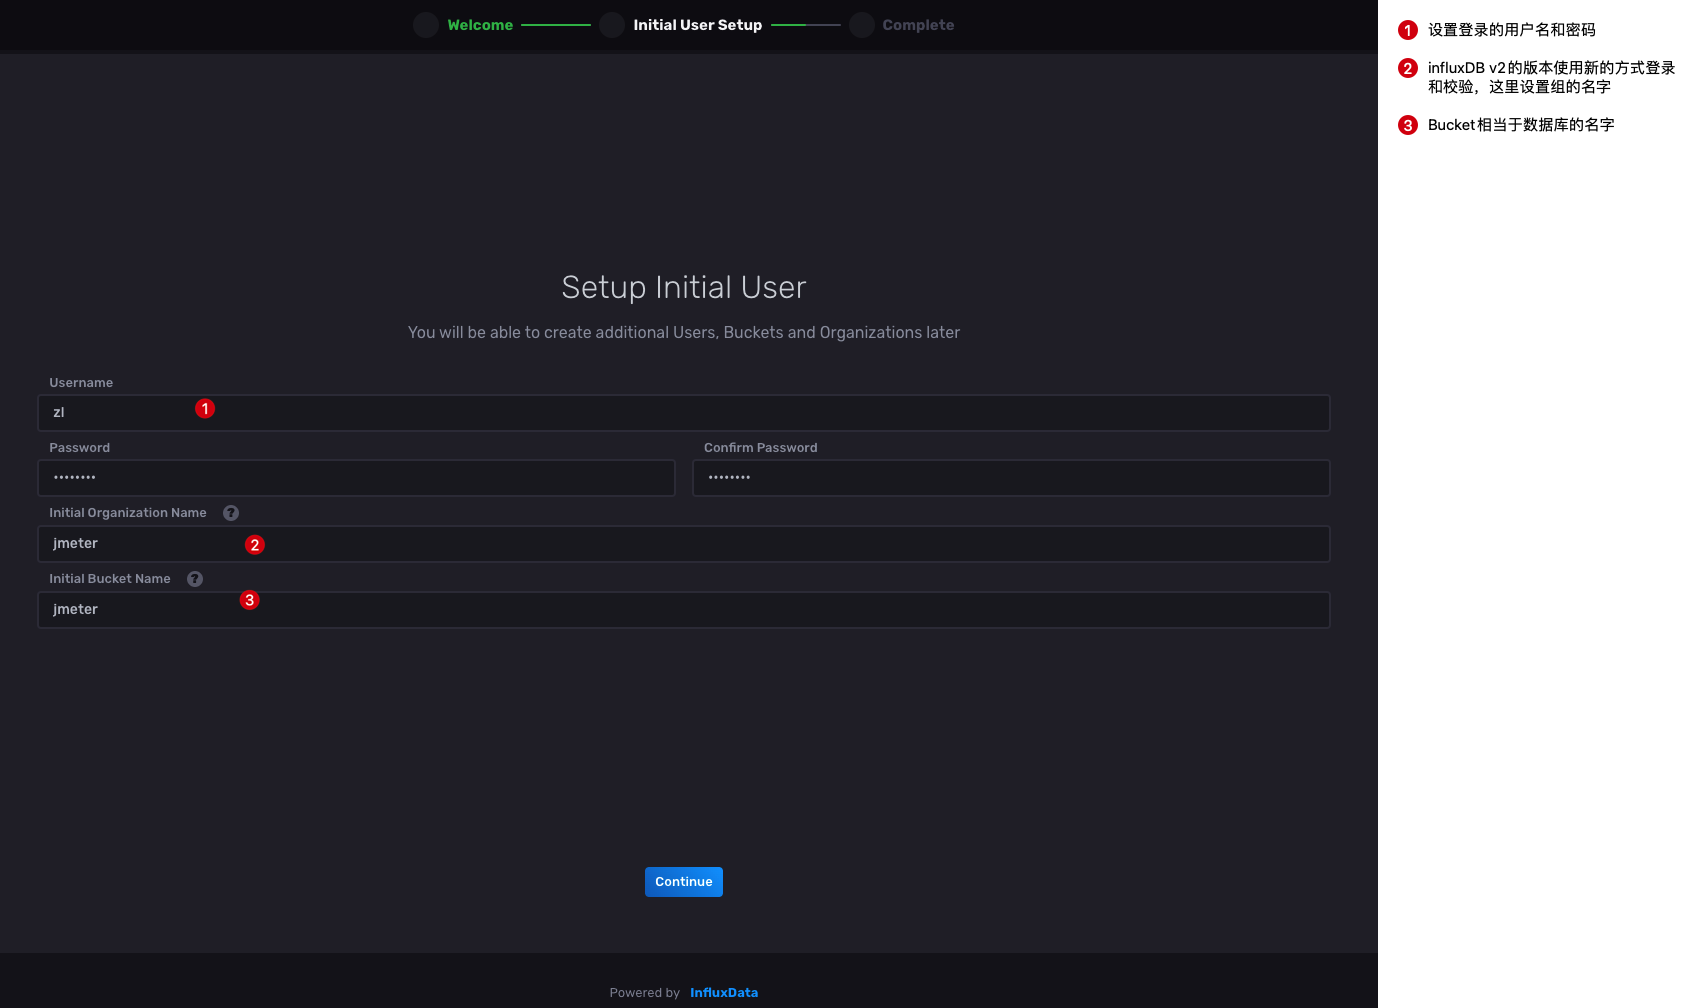 Welcome
Initial User Setup
Complete
Setup Initial User
You will be able to create additional Users, Buckets and Organizations later
Username
zl
1
Password
Confirm Password
••••••••
••••••••
Initial Organization Name ?
jmeter
2
Initial Bucket Name ?
3
jmeter
Continue
Powered by InfluxData
1 设置登录的用户名和密码
2 influxDB v2的版本使用新的方式登录
和校验，这里设置组的名字
3 Bucket相当于数据库的名字